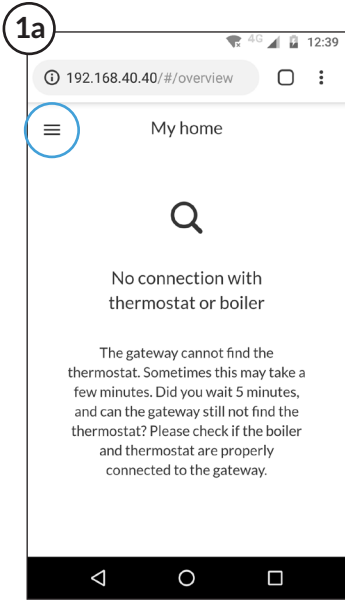 1a
4G 12:39
192.168.40.40/#/overview
My home
No connection with
thermostat or boiler
The gateway cannot find the
thermostat. Sometimes this may take a
few minutes. Did you wait 5 minutes,
and can the gateway still not find the
thermostat? Please check if the boiler
and thermostat are properly
connected to the gateway.